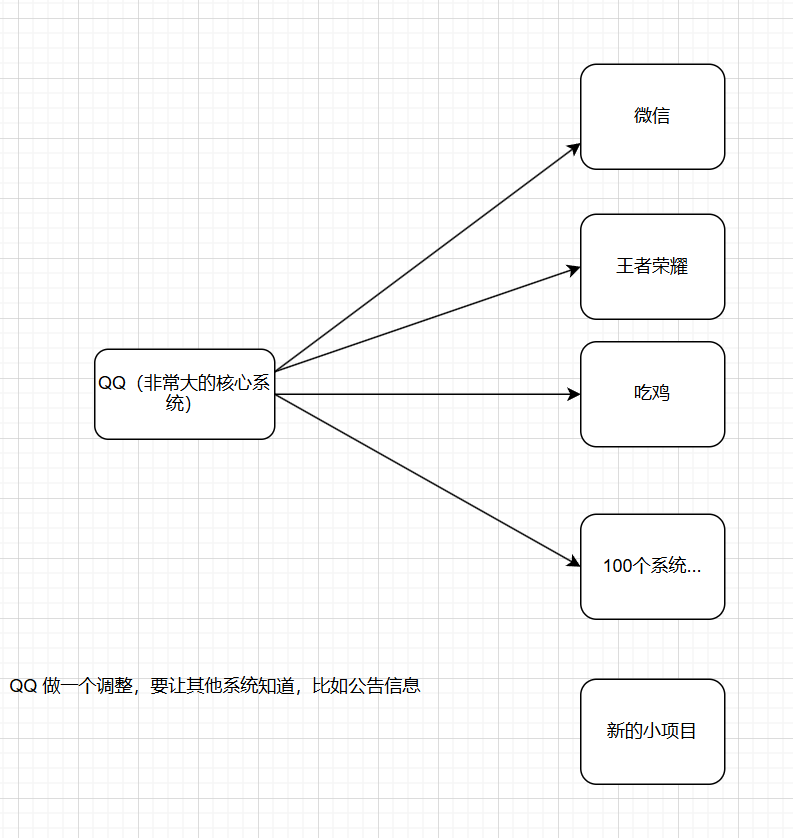 微信
王者荣耀
QQ（非常大的核心系
统）
吃鸡
100个系统...
QQ 做一个调整，要让其他系统知道，比如公告信息
新的小项目